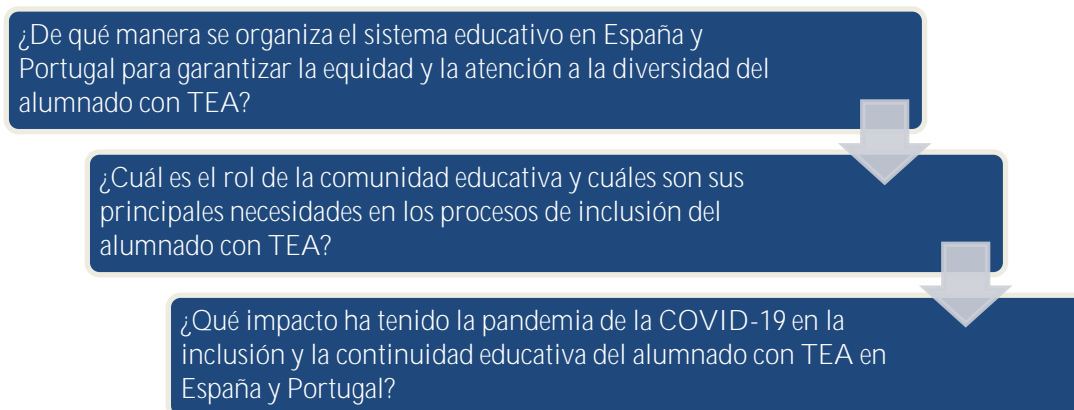 ¿De qué manera se organiza el sistema educativo en España y
Portugal para garantizar la equidad y la atención a la diversidad del
alumnado con TEA?
¿Cuál es el rol de la comunidad educativa y cuáles son sus
principales necesidades en los procesos de inclusión del
alumnado con TEA?
¿Qué impacto ha tenido la pandemia de la COVID-19 en la
inclusión y la continuidad educativa del alumnado con TEA en
España y Portugal?